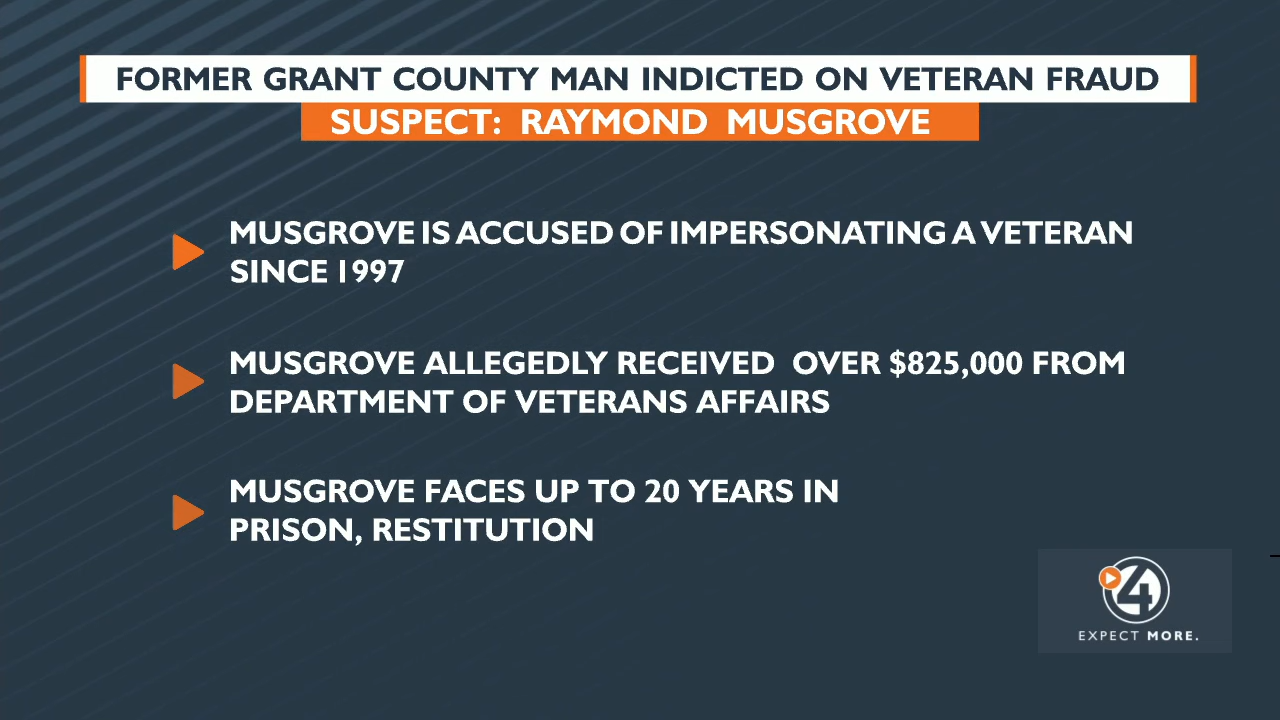 FORMER GRANT COUNTY MAN INDICTED ON VETERAN FRAUD
SUSPECT: RAYMOND MUSGROVE
MUSGROVE IS ACCUSED OF IMPERSONATING A VETERAN
SINCE 1997
MUSGROVE ALLEGEDLY RECEIVED OVER $825,000 FROM
DEPARTMENT OF VETERANS AFFAIRS
MUSGROVE FACES UP TO 20 YEARS IN
PRISON, RESTITUTION
4
EXPECT MORE.